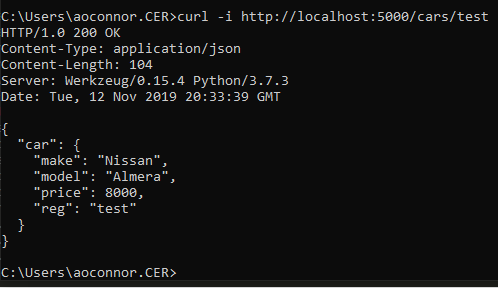 C:\Users\aoconnor.CER>curl -i http://localhost:5000/cars/test
HTTP/1.0 200 OK
Content-Type: application/json
Content-Length: 104
Server: Werkzeug/0.15.4 Python/3.7.3
Date: Tue, 12 Nov 2019 20:33:39 GMT

{
  "car": {
    "make": "Nissan",
    "model": "Almera",
    "price": 8000,
    "reg": "test"
  }
}

C:\Users\aoconnor.CER>